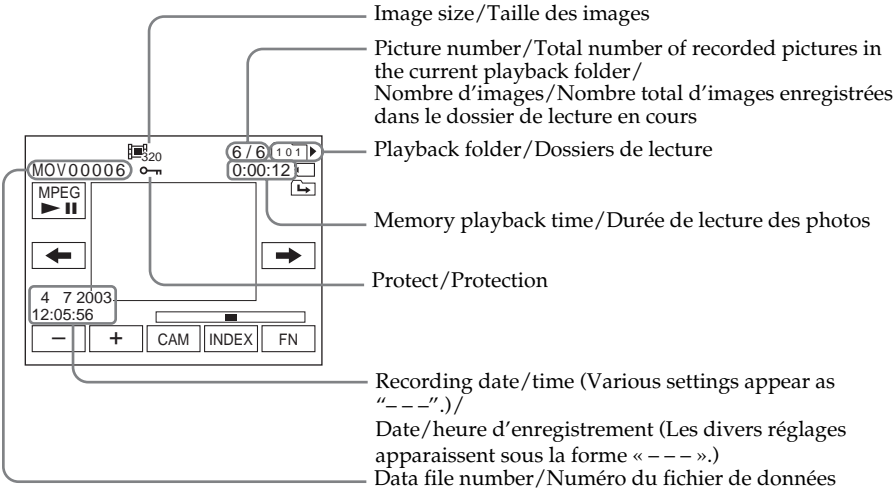 Image size/Taille des images
Picture number/Total number of recorded pictures in
the current playback folder/
Nombre d'images/Nombre total d'images enregistrées
dans le dossier de lecture en cours
Playback folder/Dossiers de lecture
Memory playback time/Durée de lecture des photos
Protect/Protection
Recording date/time (Various settings appear as
“– – –”.)/
Date/heure d'enregistrement (Les divers réglages
apparaissent sous la forme « – – – ».)
Data file number/Numéro du fichier de données
320
6 / 6
101
MOV00006
0:00:12
MPEG
4 7 2003
12:05:56
– + CAM INDEX FN